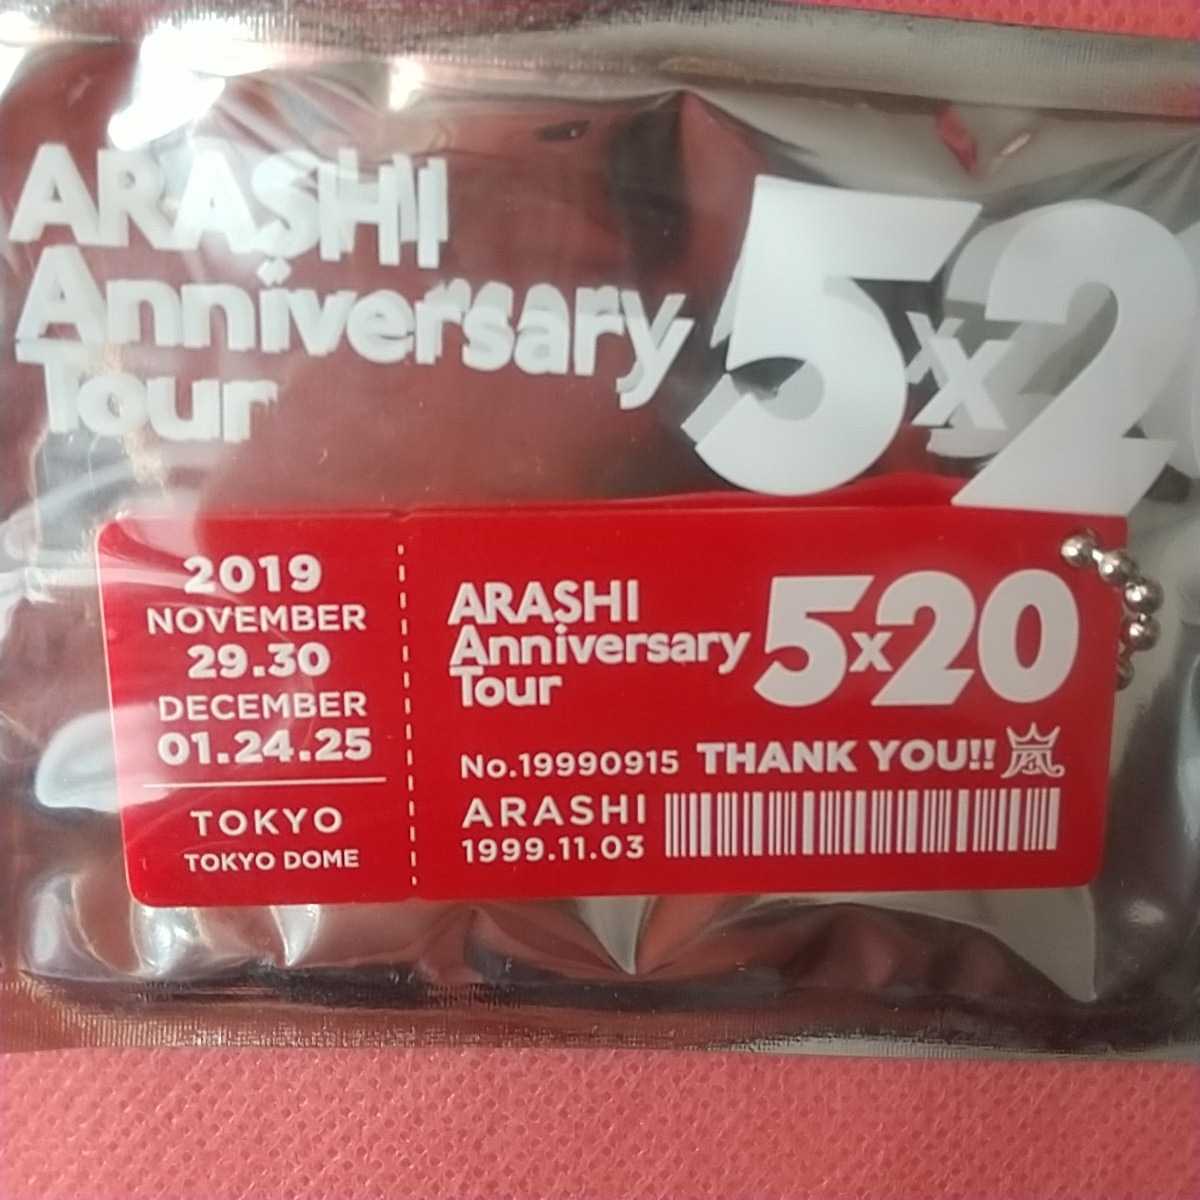 ARASHI
Anniversary
Tour
5x2
2019
NOVEMBER
29.30
DECEMBER
01.24.25
TOKYO
TOKYO DOME
ARASHI
Anniversary
Tour
5x20
No.19990915 THANK YOU!! 嵐
ARASHI
1999.11.03